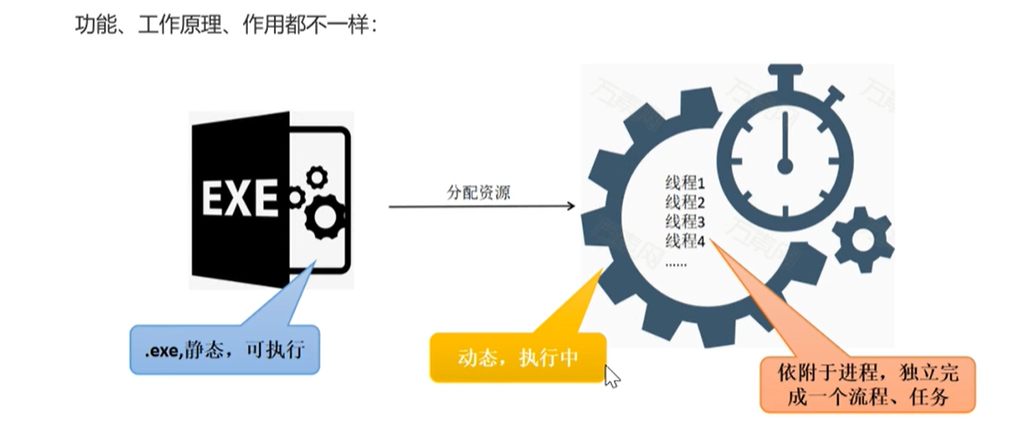 功能、工作原理、作用都不一样：
EXE
分配资源
线程1
线程2
线程3
线程4
……
.exe,静态，可执行
动态，执行中
依附于进程，独立完
成一个流程、任务